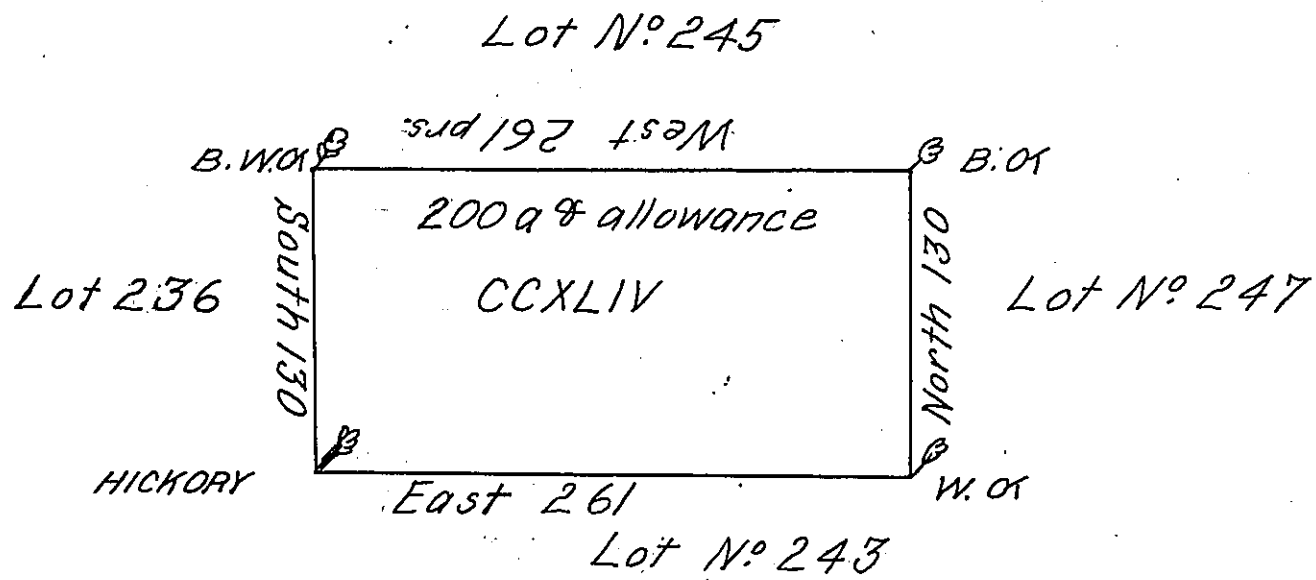 Lot Nº 245
West 261 prs.
B.W.O
B.O
200 a & allowance
South 130
North 130
Lot 236
CCXLIV
Lot Nº 247
HICKORY
East 261
W.O
Lot Nº 243